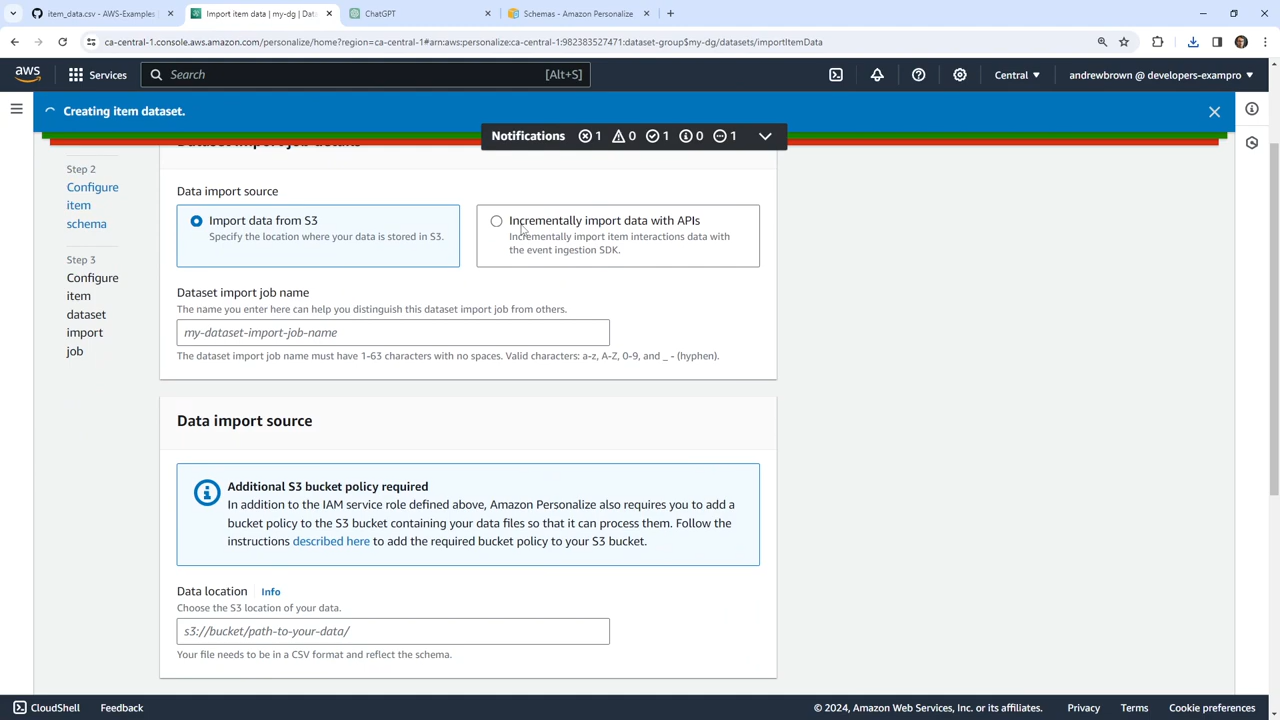 item_data.csv - AWS-Examples
Import item data | my-dg | Data
ChatGPT
Schemas - Amazon Personalize
ca-central-1.console.aws.amazon.com/personalize/home?region=ca-central-1#arn:aws:personalize:ca-central-1:982383527471:dataset-group$my-dg/datasets/importItemData
aws
Services
Search
[Alt+S]
Central
andrewbrown @ developers-exampro
Creating item dataset.
Notifications 1 0 1 0 1
Dataset import job details
Step 2
Configure
item
schema
Step 3
Configure
item
dataset
import
job
Data import source
Import data from S3
Specify the location where your data is stored in S3.
Incrementally import data with APIs
Incrementally import item interactions data with
the event ingestion SDK.
Dataset import job name
The name you enter here can help you distinguish this dataset import job from others.
my-dataset-import-job-name
The dataset import job name must have 1-63 characters with no spaces. Valid characters: a-z, A-Z, 0-9, and _ - (hyphen).
Data import source
Additional S3 bucket policy required
In addition to the IAM service role defined above, Amazon Personalize also requires you to add a
bucket policy to the S3 bucket containing your data files so that it can process them. Follow the
instructions described here to add the required bucket policy to your S3 bucket.
Data location Info
Choose the S3 location of your data.
s3://bucket/path-to-your-data/
Your file needs to be in a CSV format and reflect the schema.
CloudShell
Feedback
© 2024, Amazon Web Services, Inc. or its affiliates.
Privacy
Terms
Cookie preferences